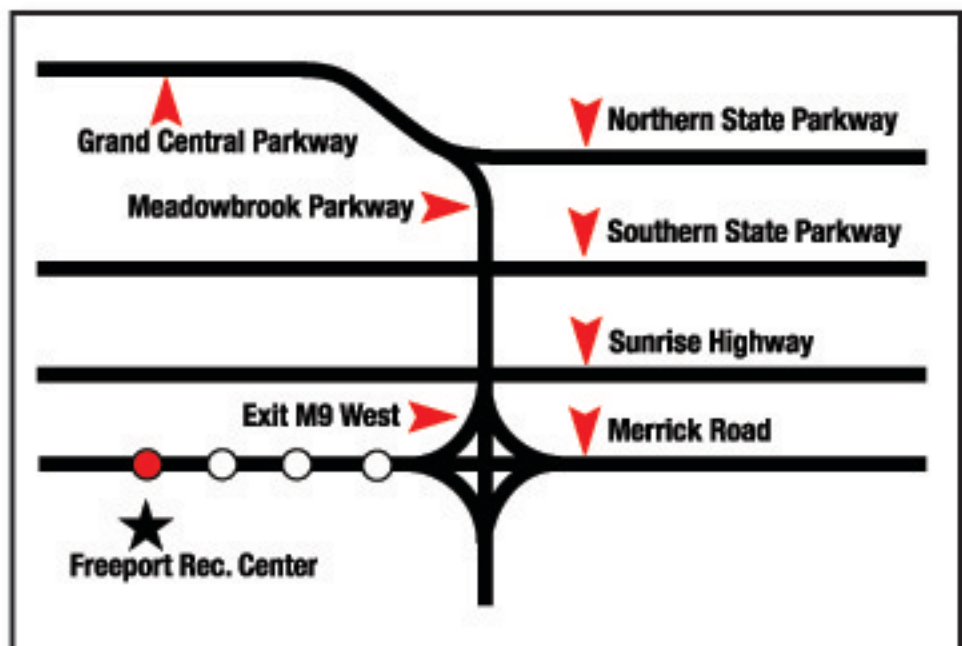 Northern State Parkway
Grand Central Parkway
Meadowbrook Parkway
Southern State Parkway
Sunrise Highway
Exit M9 West
Merrick Road
Freeport Rec. Center